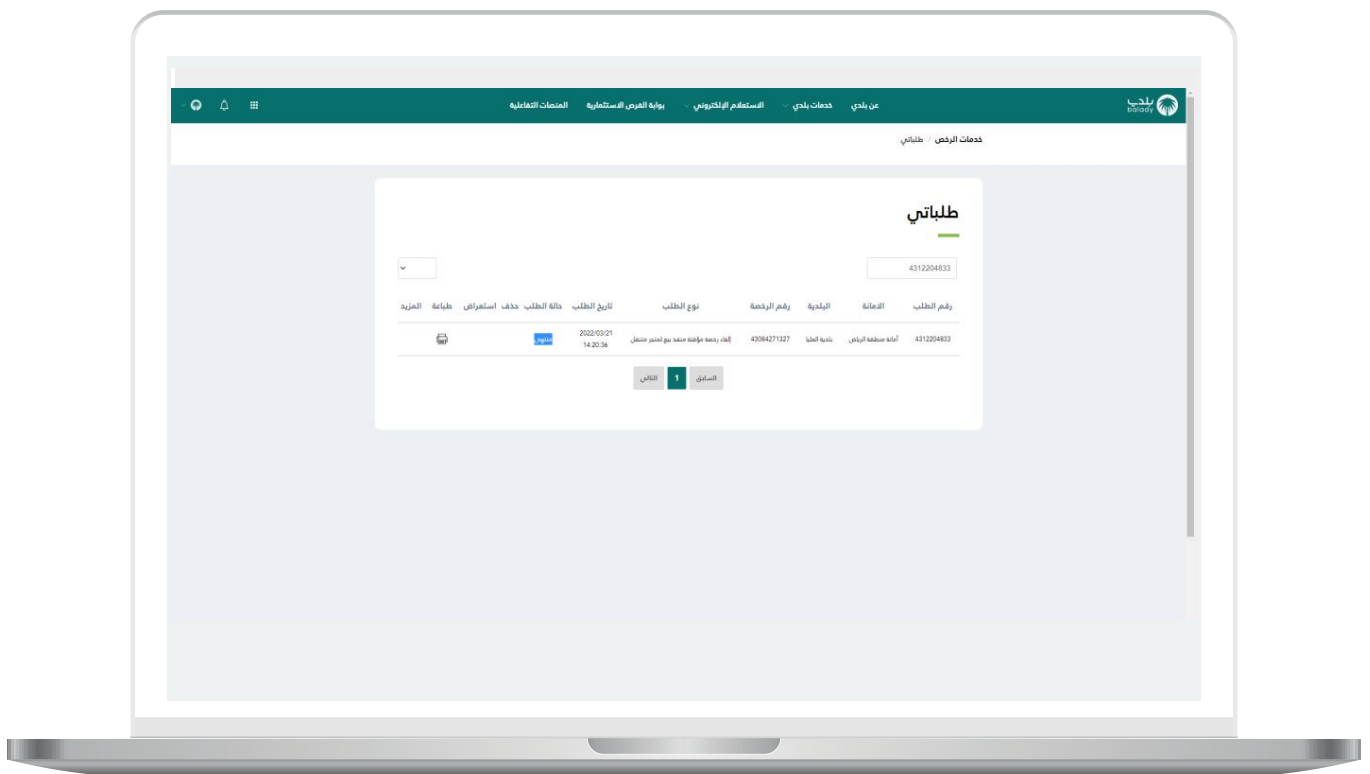 بلدي
balady
عن بلدي
خدمات بلدي
الاستعلام الإلكتروني
بوابة الفرص الاستثمارية
المنصات التفاعلية
خدمات الرخص / طلباتي
طلباتي
4312204833
رقم الطلب الامانة البلدية رقم الرخصة نوع الطلب تاريخ الطلب حالة الطلب حذف استعراض طباعة المزيد
4312204833 أمانة منطقة الرياض بلدية العليا 43094271327 إلغاء رخصة مؤقتة منفذ بيع لمتجر متنقل 2022/03/21 منتهي
14:20:36
السابق 1 التالي